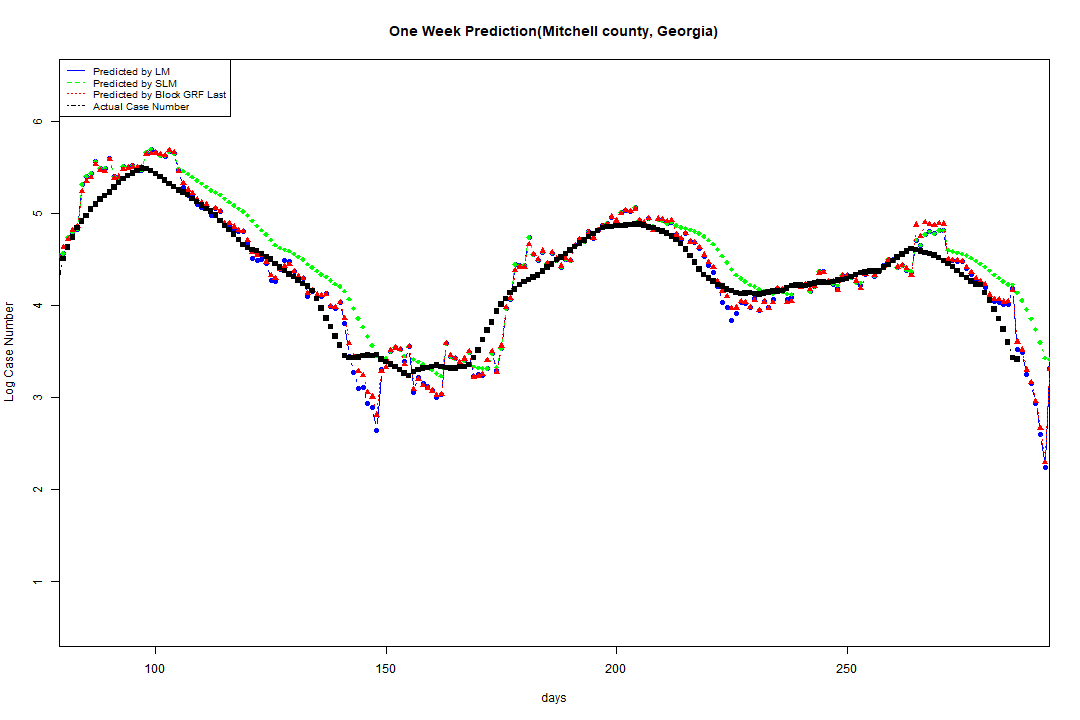 One Week Prediction(Mitchell county, Georgia)
Predicted by LM
Predicted by SLM
Predicted by Block GRF Last
Actual Case Number
6
5
4
3
2
1
Log Case Number
100 150 200 250
days